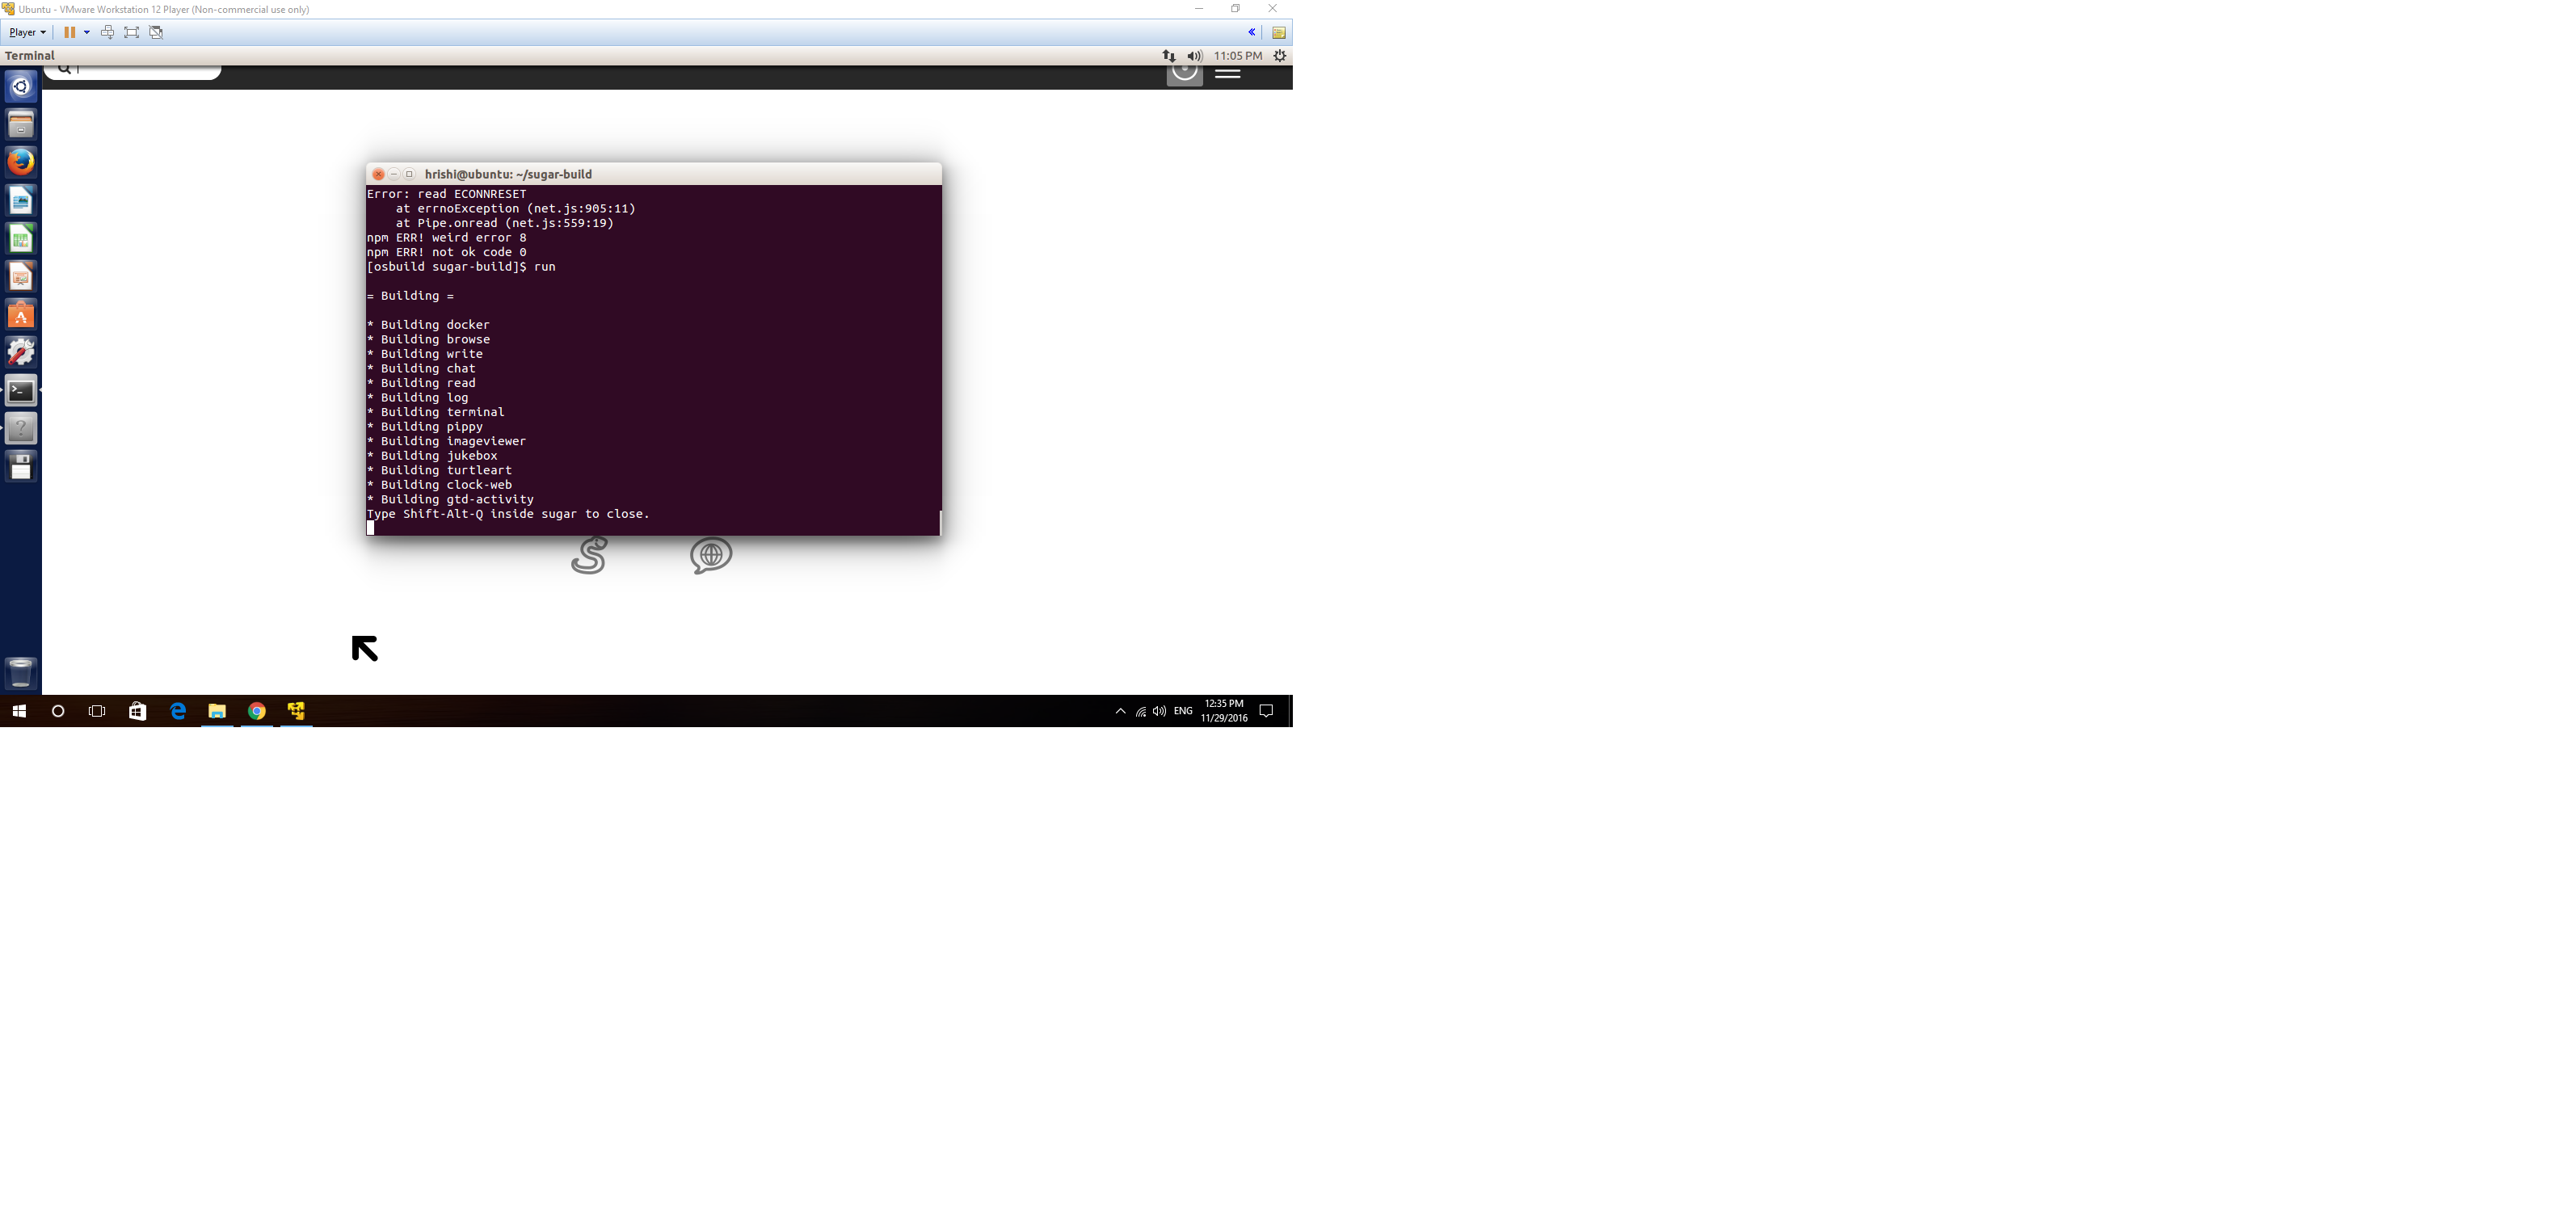 Ubuntu - VMware Workstation 12 Player (Non-commercial use only)
Player
Terminal
11:05 PM
hrishi@ubuntu: ~/sugar-build
Error: read ECONNRESET
    at errnoException (net.js:905:11)
    at Pipe.onread (net.js:559:19)
npm ERR! weird error 8
npm ERR! not ok code 0
[osbuild sugar-build]$ run
= Building =
* Building docker
* Building browse
* Building write
* Building chat
* Building read
* Building log
* Building terminal
* Building pippy
* Building imageviewer
* Building jukebox
* Building turtleart
* Building clock-web
* Building gtd-activity
Type Shift-Alt-Q inside sugar to close.
ENG
12:35 PM
11/29/2016